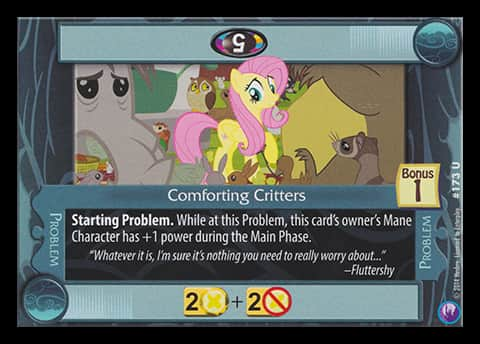 5
Comforting Critters
Bonus
1
#173 U
PROBLEM
PROBLEM
Starting Problem. While at this Problem, this card's owner's Mane
Character has +1 power during the Main Phase.
"Whatever it is, I'm sure it's nothing you need to really worry about..."
–Fluttershy
2 + 2